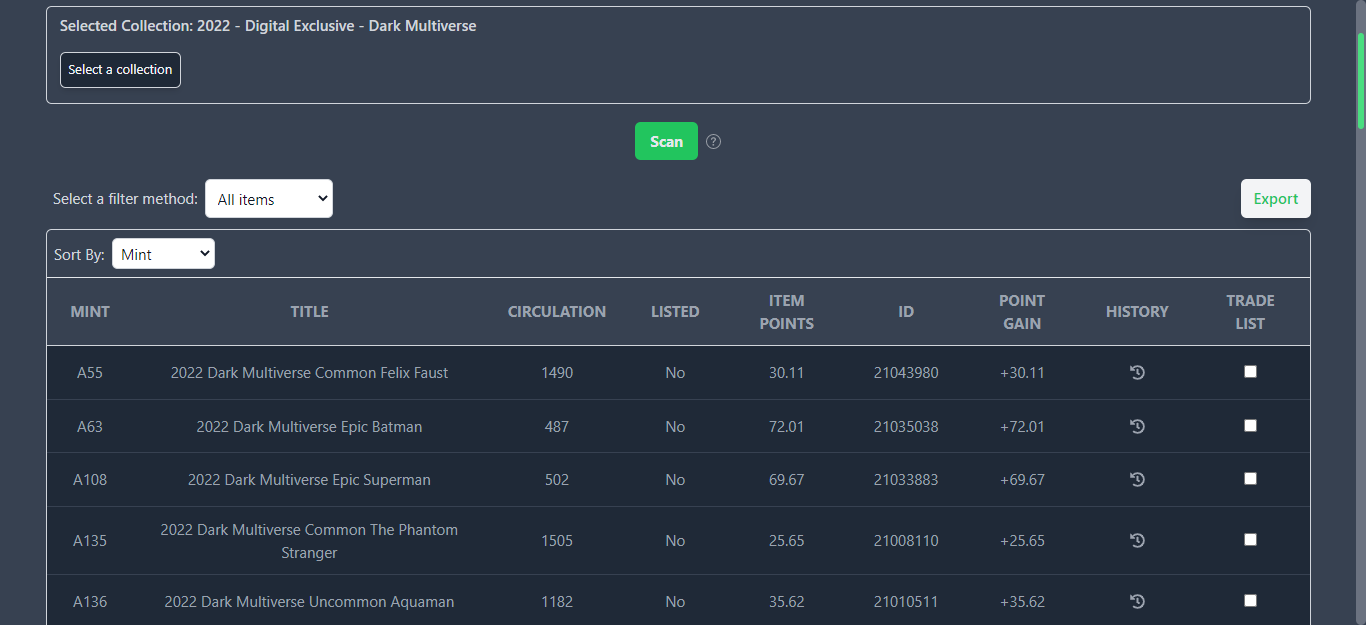 Selected Collection: 2022 - Digital Exclusive - Dark Multiverse
Select a collection
Scan
Select a filter method: All items
Export
Sort By: Mint
MINT TITLE CIRCULATION LISTED ITEM POINTS ID POINT GAIN HISTORY TRADE LIST
A55 2022 Dark Multiverse Common Felix Faust 1490 No 30.11 21043980 +30.11
A63 2022 Dark Multiverse Epic Batman 487 No 72.01 21035038 +72.01
A108 2022 Dark Multiverse Epic Superman 502 No 69.67 21033883 +69.67
A135 2022 Dark Multiverse Common The Phantom Stranger 1505 No 25.65 21008110 +25.65
A136 2022 Dark Multiverse Uncommon Aquaman 1182 No 35.62 21010511 +35.62